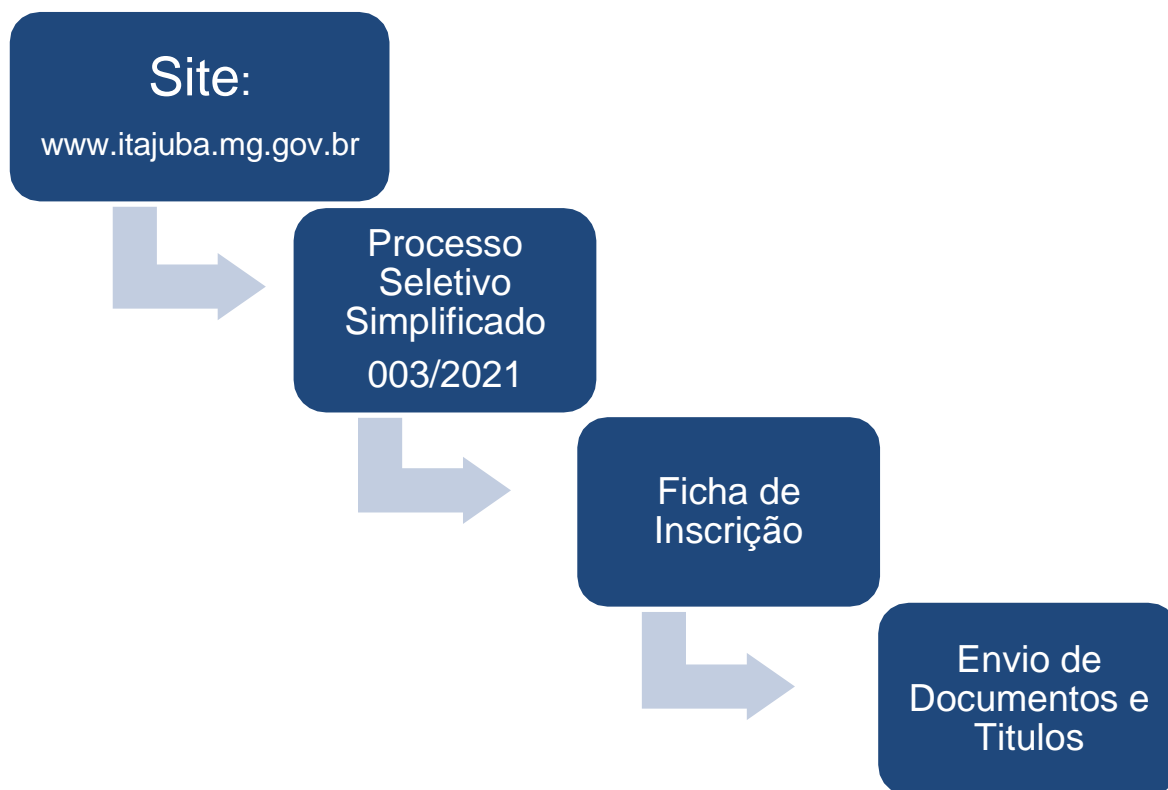 Site:
www.itajuba.mg.gov.br
Processo
Seletivo
Simplificado
003/2021
Ficha de
Inscrição
Envio de
Documentos e
Titulos